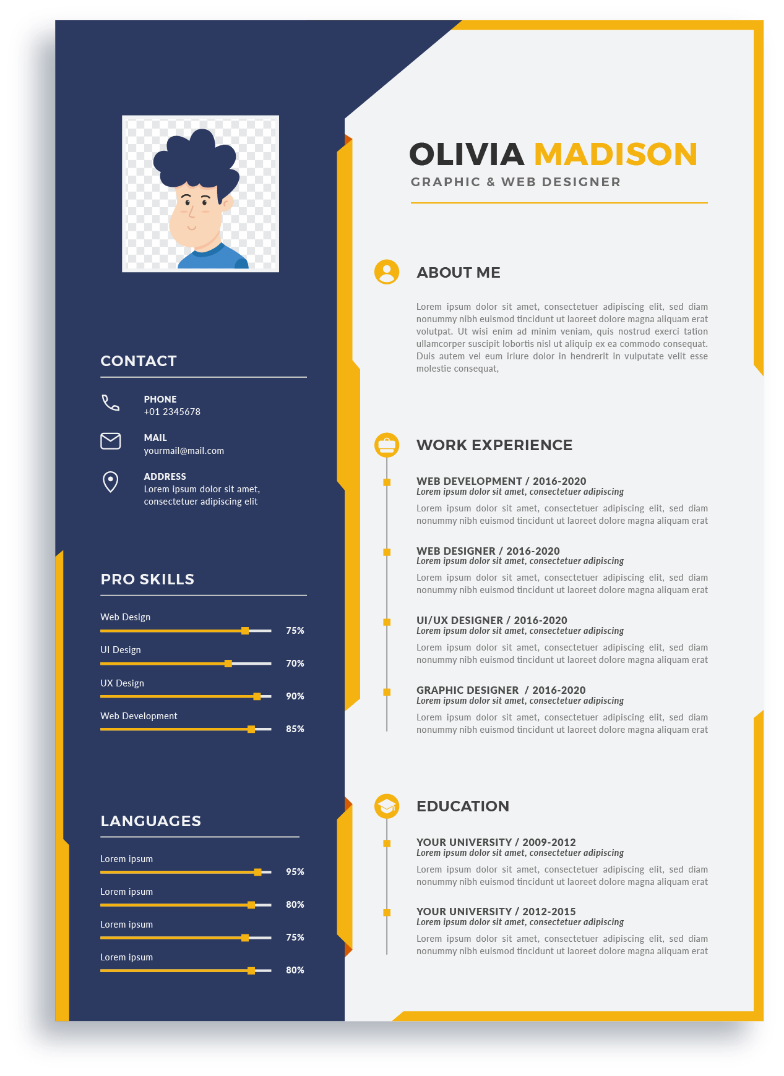 OLIVIA MADISON
GRAPHIC & WEB DESIGNER
CONTACT
PHONE
+01 2345678
MAIL
yourmail@mail.com
ADDRESS
Lorem ipsum dolor sit amet,
consectetuer adipiscing elit
PRO SKILLS
Web Design
75%
UI Design
70%
UX Design
90%
Web Development
85%
LANGUAGES
Lorem ipsum
95%
Lorem ipsum
80%
Lorem ipsum
75%
Lorem ipsum
80%
ABOUT ME
Lorem ipsum dolor sit amet, consectetuer adipiscing elit, sed diam
nonummy nibh euismod tincidunt ut laoreet dolore magna aliquam erat
volutpat. Ut wisi enim ad minim veniam, quis nostrud exerci tation
ullamcorper suscipit lobortis nisl ut aliquip ex ea commodo consequat.
Duis autem vel eum iriure dolor in hendrerit in vulputate velit esse
molestie consequat,
WORK EXPERIENCE
WEB DEVELOPMENT / 2016-2020
Lorem ipsum dolor sit amet, consectetuer adipiscing
Lorem ipsum dolor sit amet, consectetuer adipiscing elit, sed diam
nonummy nibh euismod tincidunt ut laoreet dolore magna aliquam erat
WEB DESIGNER / 2016-2020
Lorem ipsum dolor sit amet, consectetuer adipiscing
Lorem ipsum dolor sit amet, consectetuer adipiscing elit, sed diam
nonummy nibh euismod tincidunt ut laoreet dolore magna aliquam erat
UI/UX DESIGNER / 2016-2020
Lorem ipsum dolor sit amet, consectetuer adipiscing
Lorem ipsum dolor sit amet, consectetuer adipiscing elit, sed diam
nonummy nibh euismod tincidunt ut laoreet dolore magna aliquam erat
GRAPHIC DESIGNER / 2016-2020
Lorem ipsum dolor sit amet, consectetuer adipiscing
Lorem ipsum dolor sit amet, consectetuer adipiscing elit, sed diam
nonummy nibh euismod tincidunt ut laoreet dolore magna aliquam erat
EDUCATION
YOUR UNIVERSITY / 2009-2012
Lorem ipsum dolor sit amet, consectetuer adipiscing
Lorem ipsum dolor sit amet, consectetuer adipiscing elit, sed diam
nonummy nibh euismod tincidunt ut laoreet dolore magna aliquam erat
YOUR UNIVERSITY / 2012-2015
Lorem ipsum dolor sit amet, consectetuer adipiscing
Lorem ipsum dolor sit amet, consectetuer adipiscing elit, sed diam
nonummy nibh euismod tincidunt ut laoreet dolore magna aliquam erat